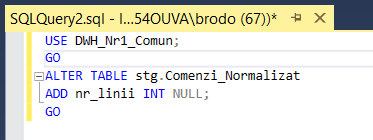 SQLQuery2.sql - l...54OUVA\brodo (67))*
USE DWH_Nr1_Comun;
GO
ALTER TABLE stg.Comenzi_Normalizat
ADD nr_linii INT NULL;
GO